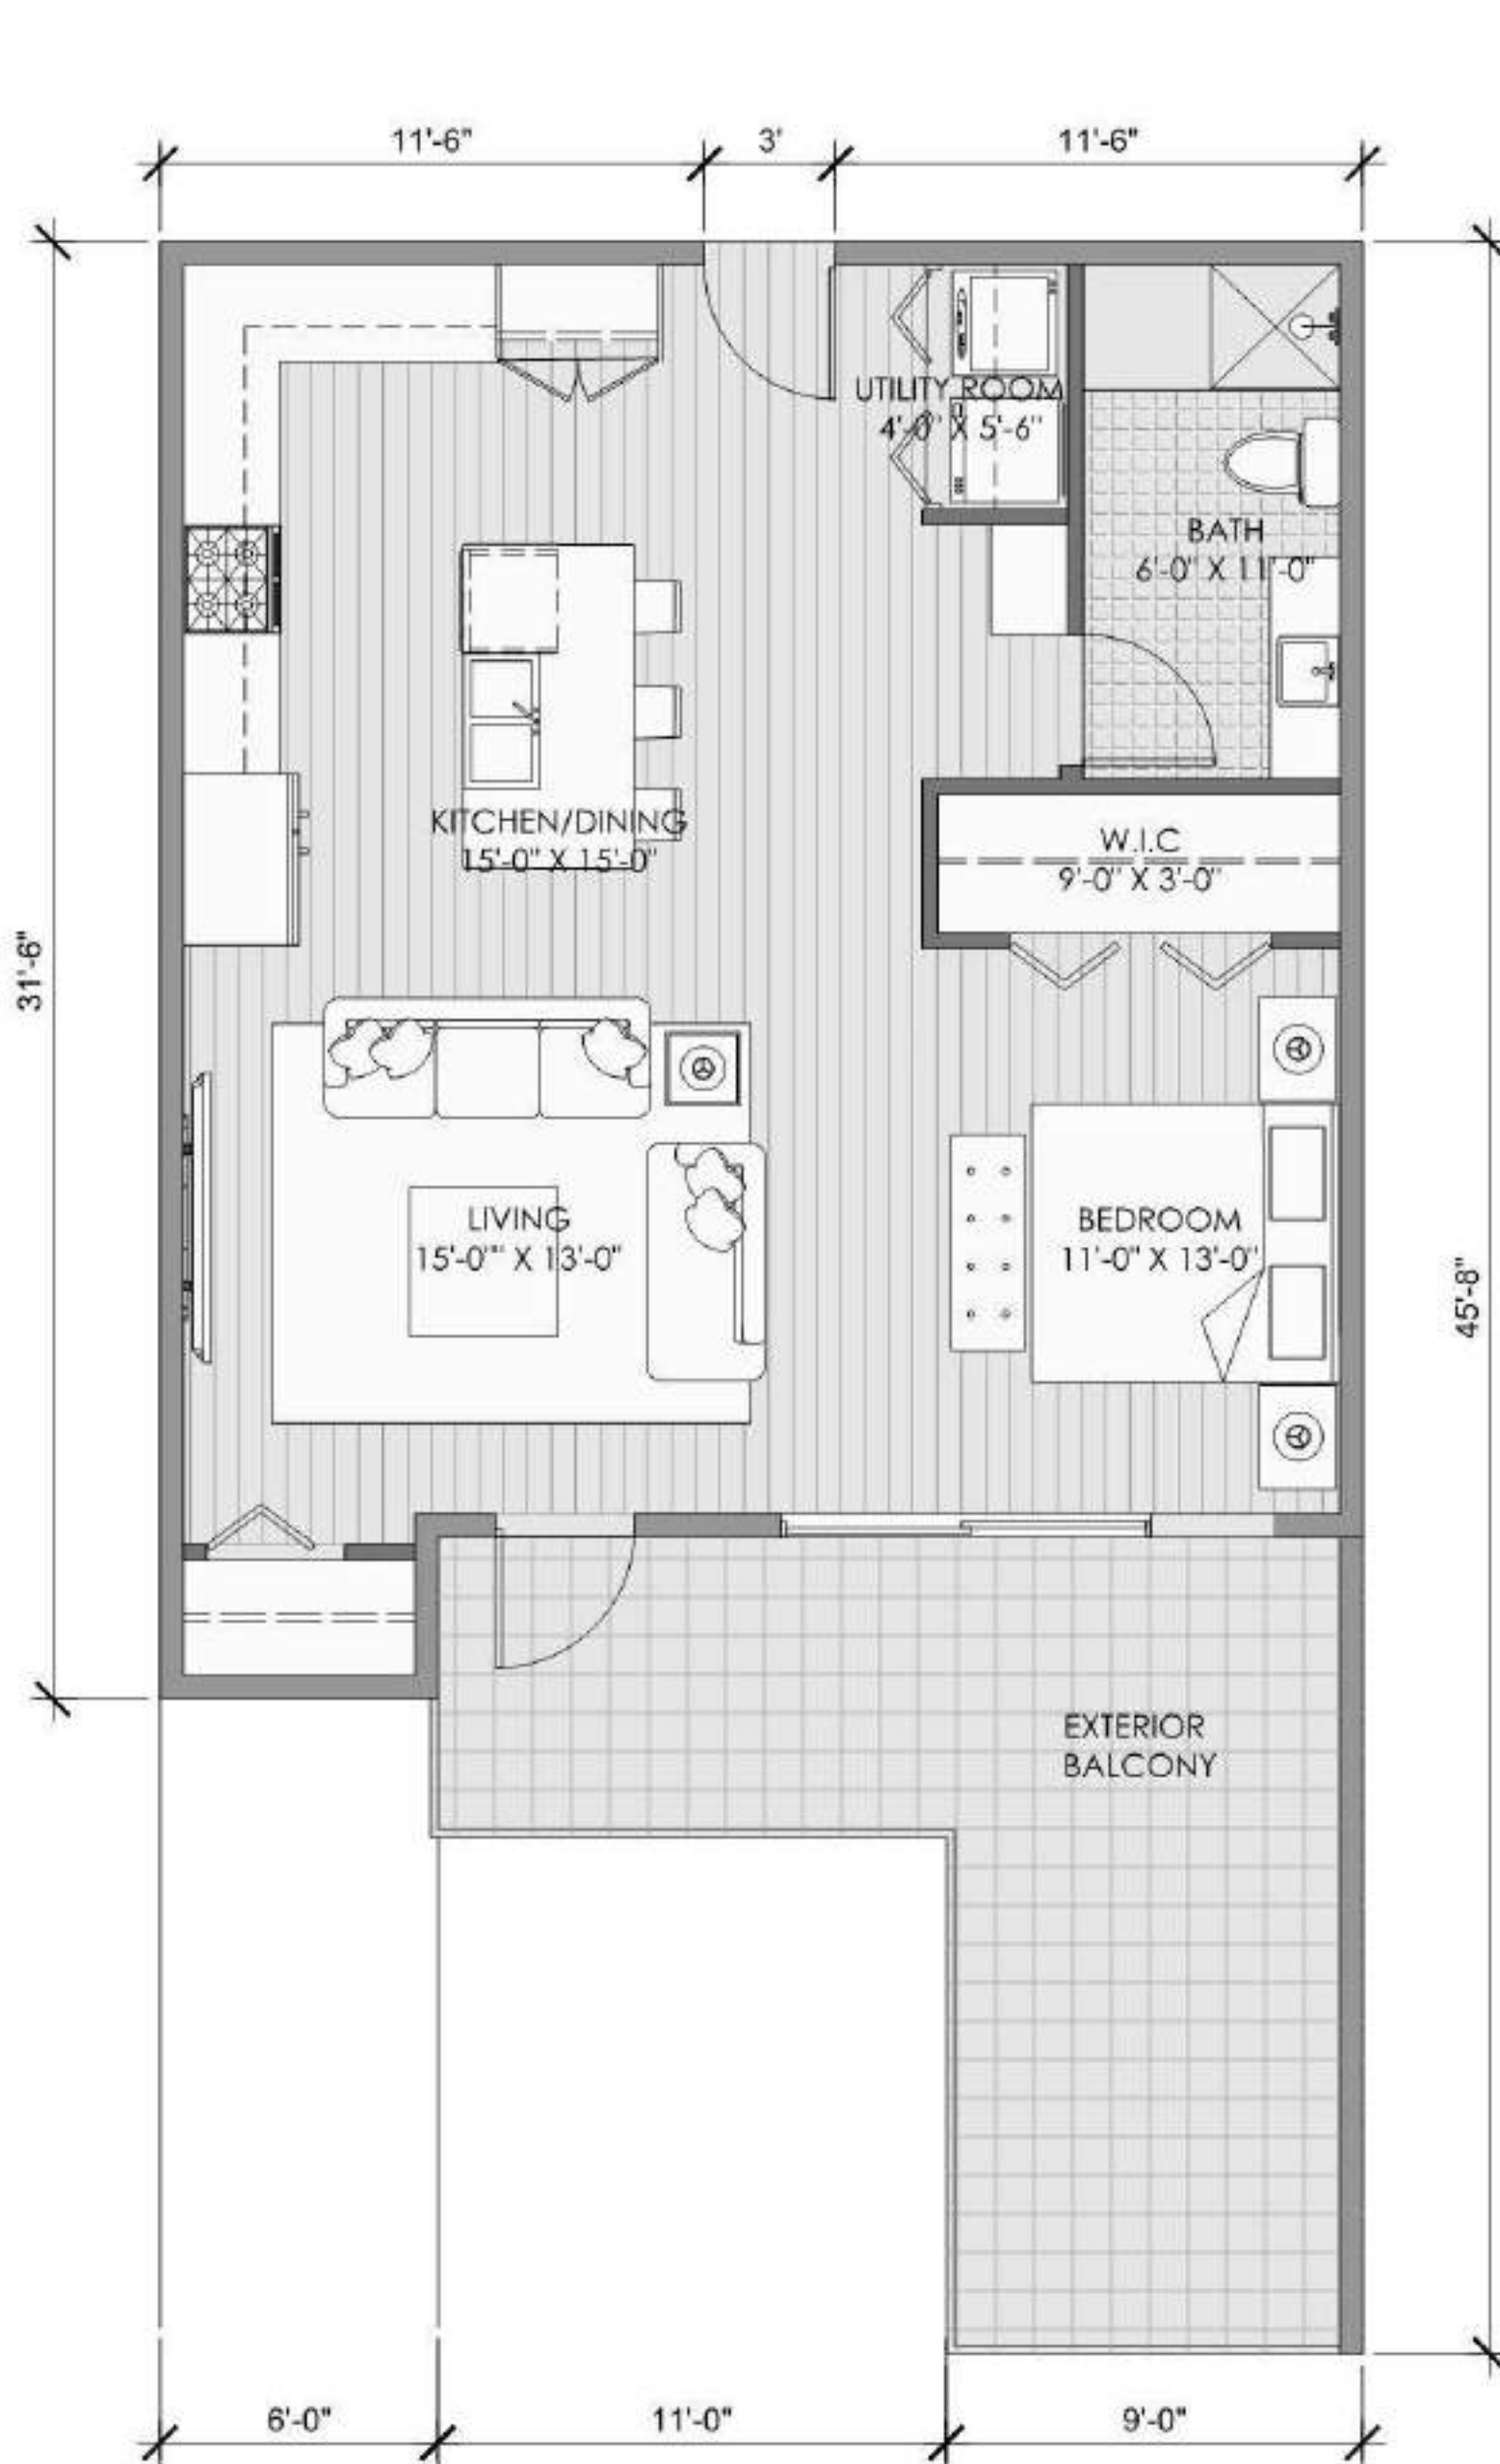 11'-6"
3'
11'-6"
UTILITY ROOM
4'-0" X 5'-6"
BATH
6'-0" X 11'-0"
KITCHEN/DINING
15'-0" X 15'-0"
W.I.C
9'-0" X 3'-0"
31'-6"
LIVING
15'-0"" X 13'-0"
BEDROOM
11'-0" X 13'-0"
45'-8"
EXTERIOR
BALCONY
6'-0"
11'-0"
9'-0"